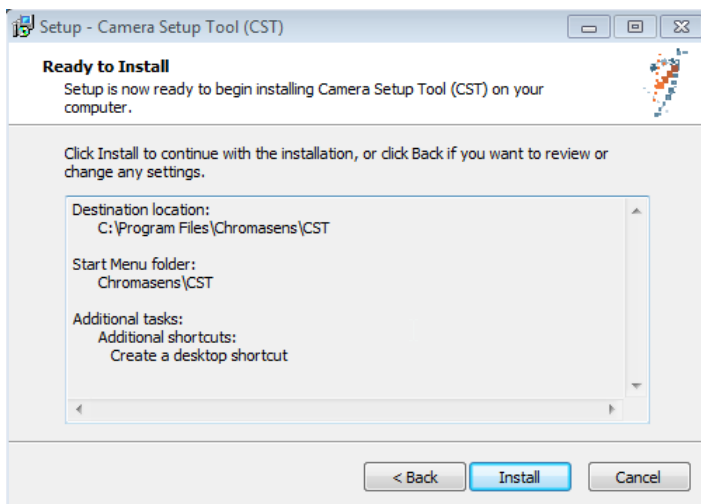 Setup - Camera Setup Tool (CST)
Ready to Install
Setup is now ready to begin installing Camera Setup Tool (CST) on your
computer.
Click Install to continue with the installation, or click Back if you want to review or
change any settings.
Destination location:
C:\Program Files\Chromasens\CST
Start Menu folder:
Chromasens\CST
Additional tasks:
Additional shortcuts:
Create a desktop shortcut
< Back
Install
Cancel